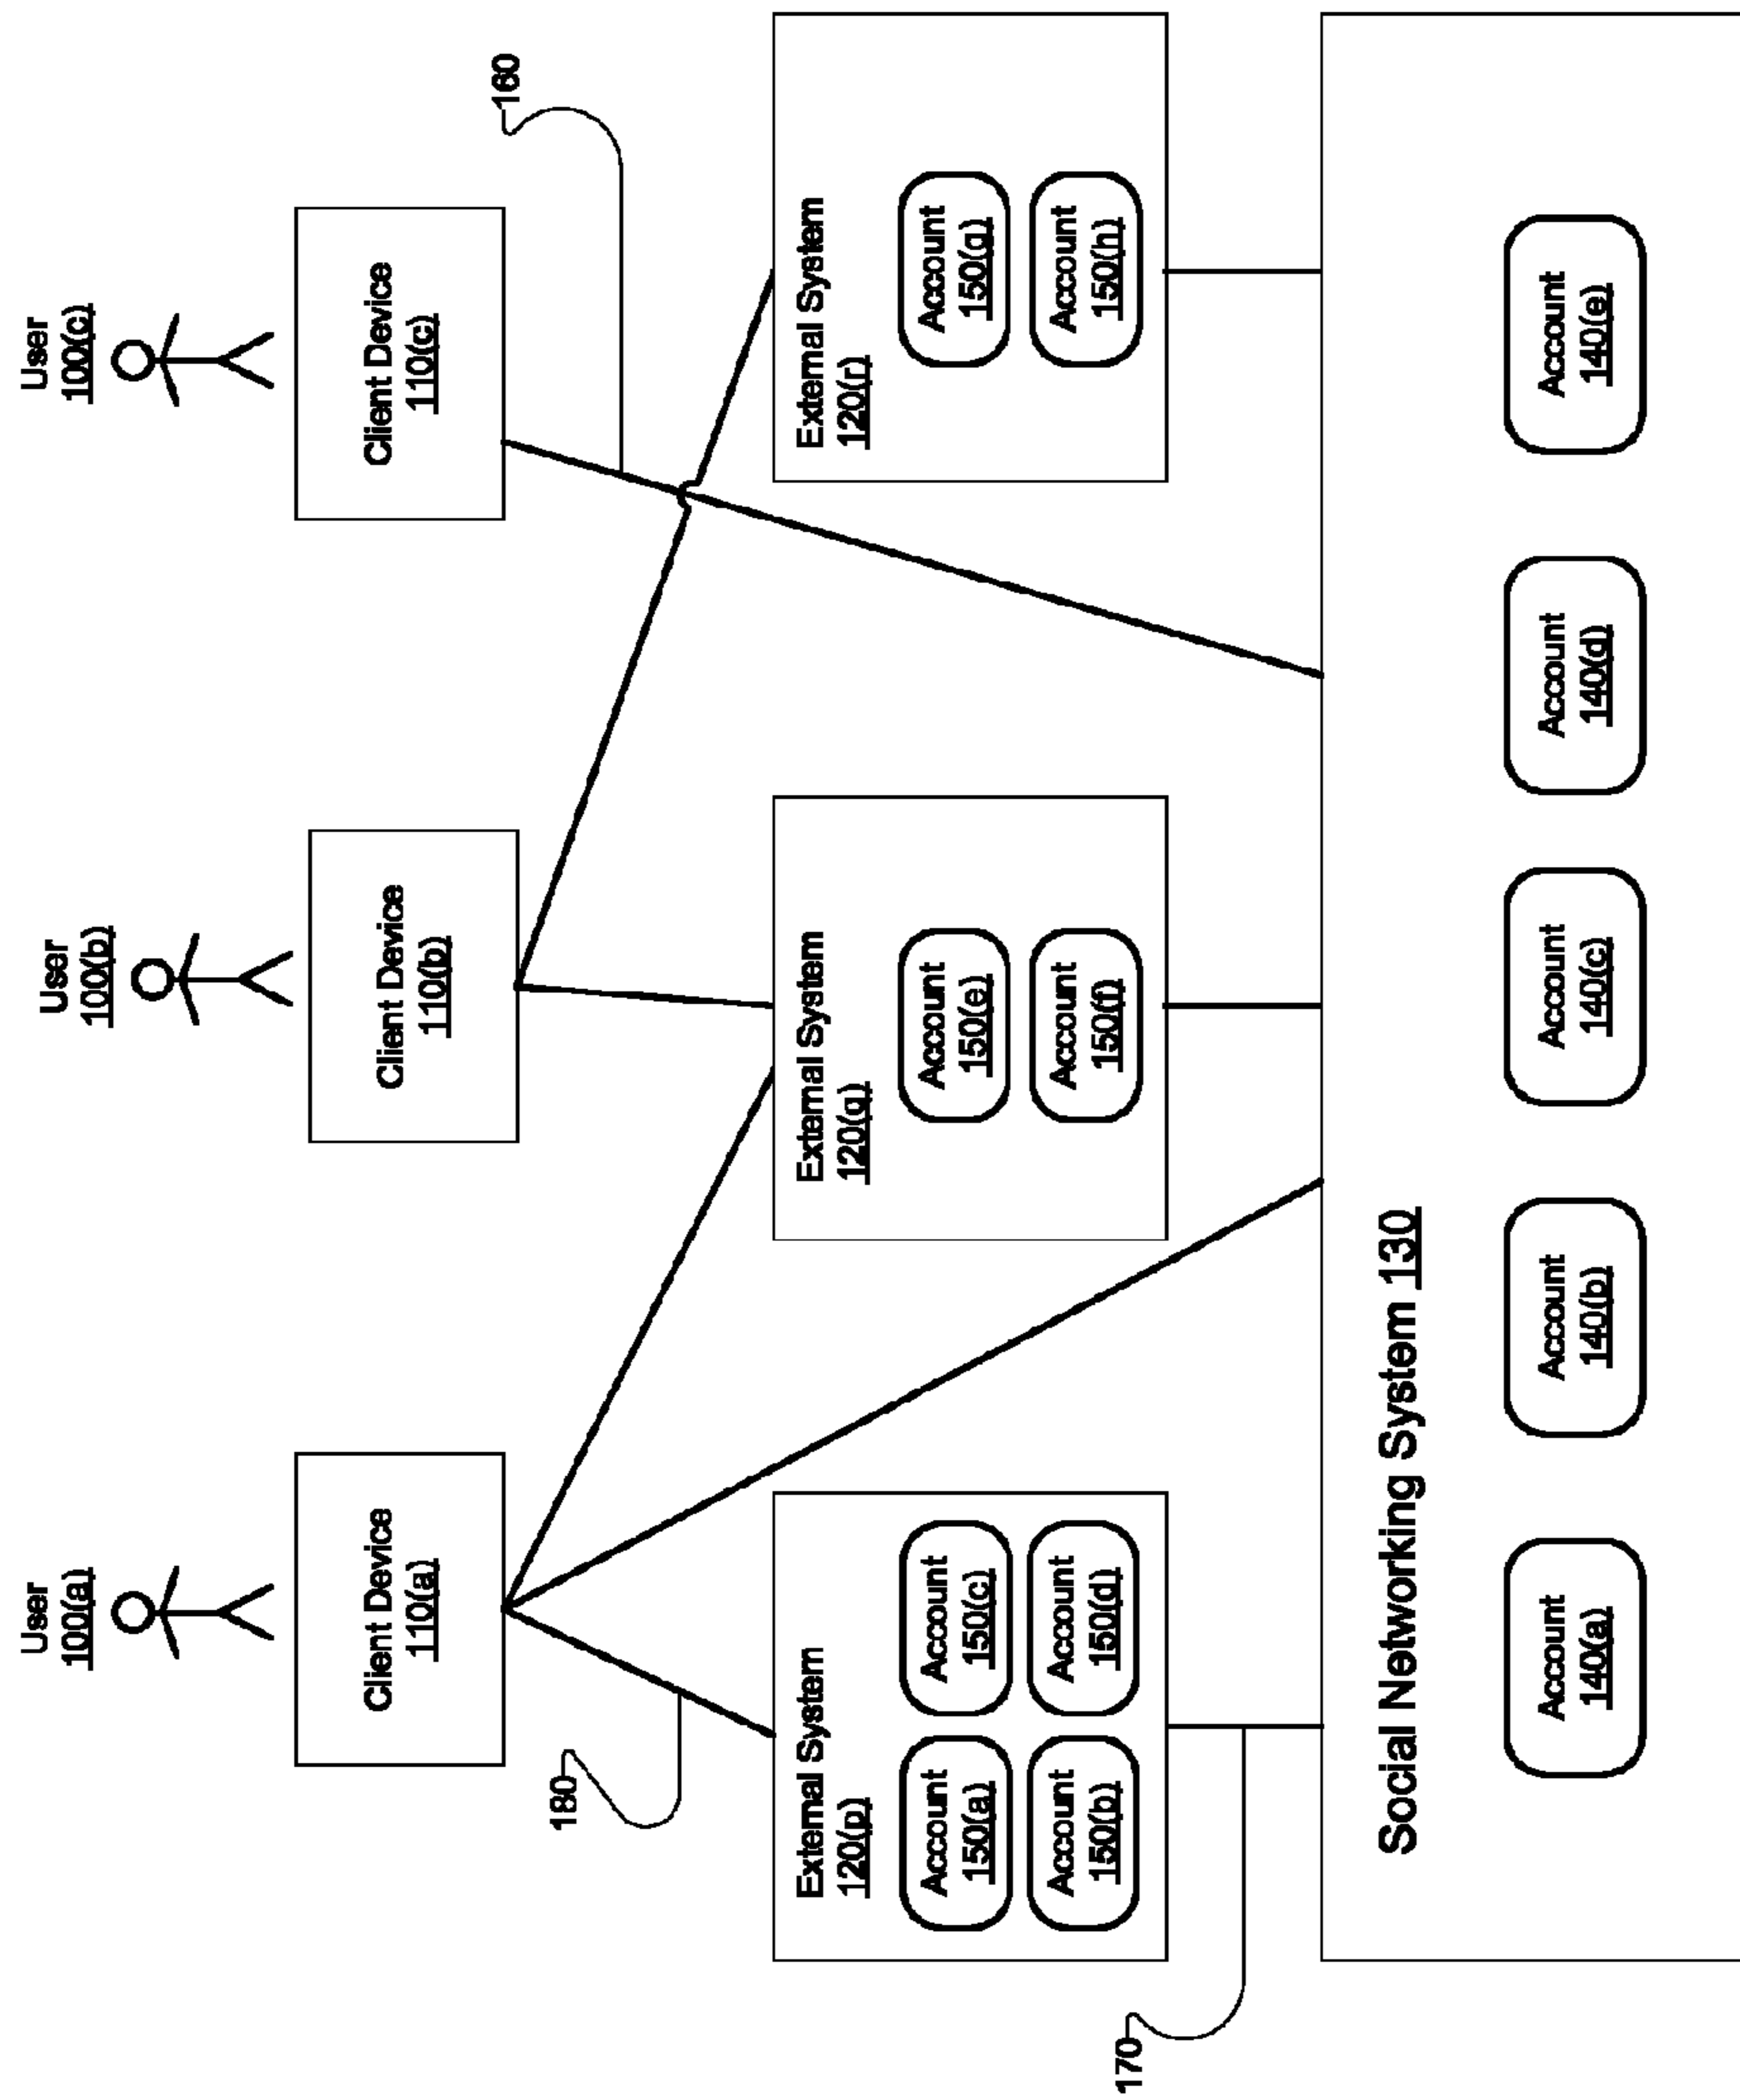 User
100(a)
User
100(b)
User
100(c)
Client Device
110(a)
Client Device
110(b)
Client Device
110(c)
180
160
External System
120(p)
Account
150(a)
Account
150(c)
Account
150(b)
Account
150(d)
External System
120(q)
Account
150(e)
Account
150(f)
External System
120(r)
Account
150(g)
Account
150(h)
170
Social Networking System 130
Account
140(a)
Account
140(b)
Account
140(c)
Account
140(d)
Account
140(e)